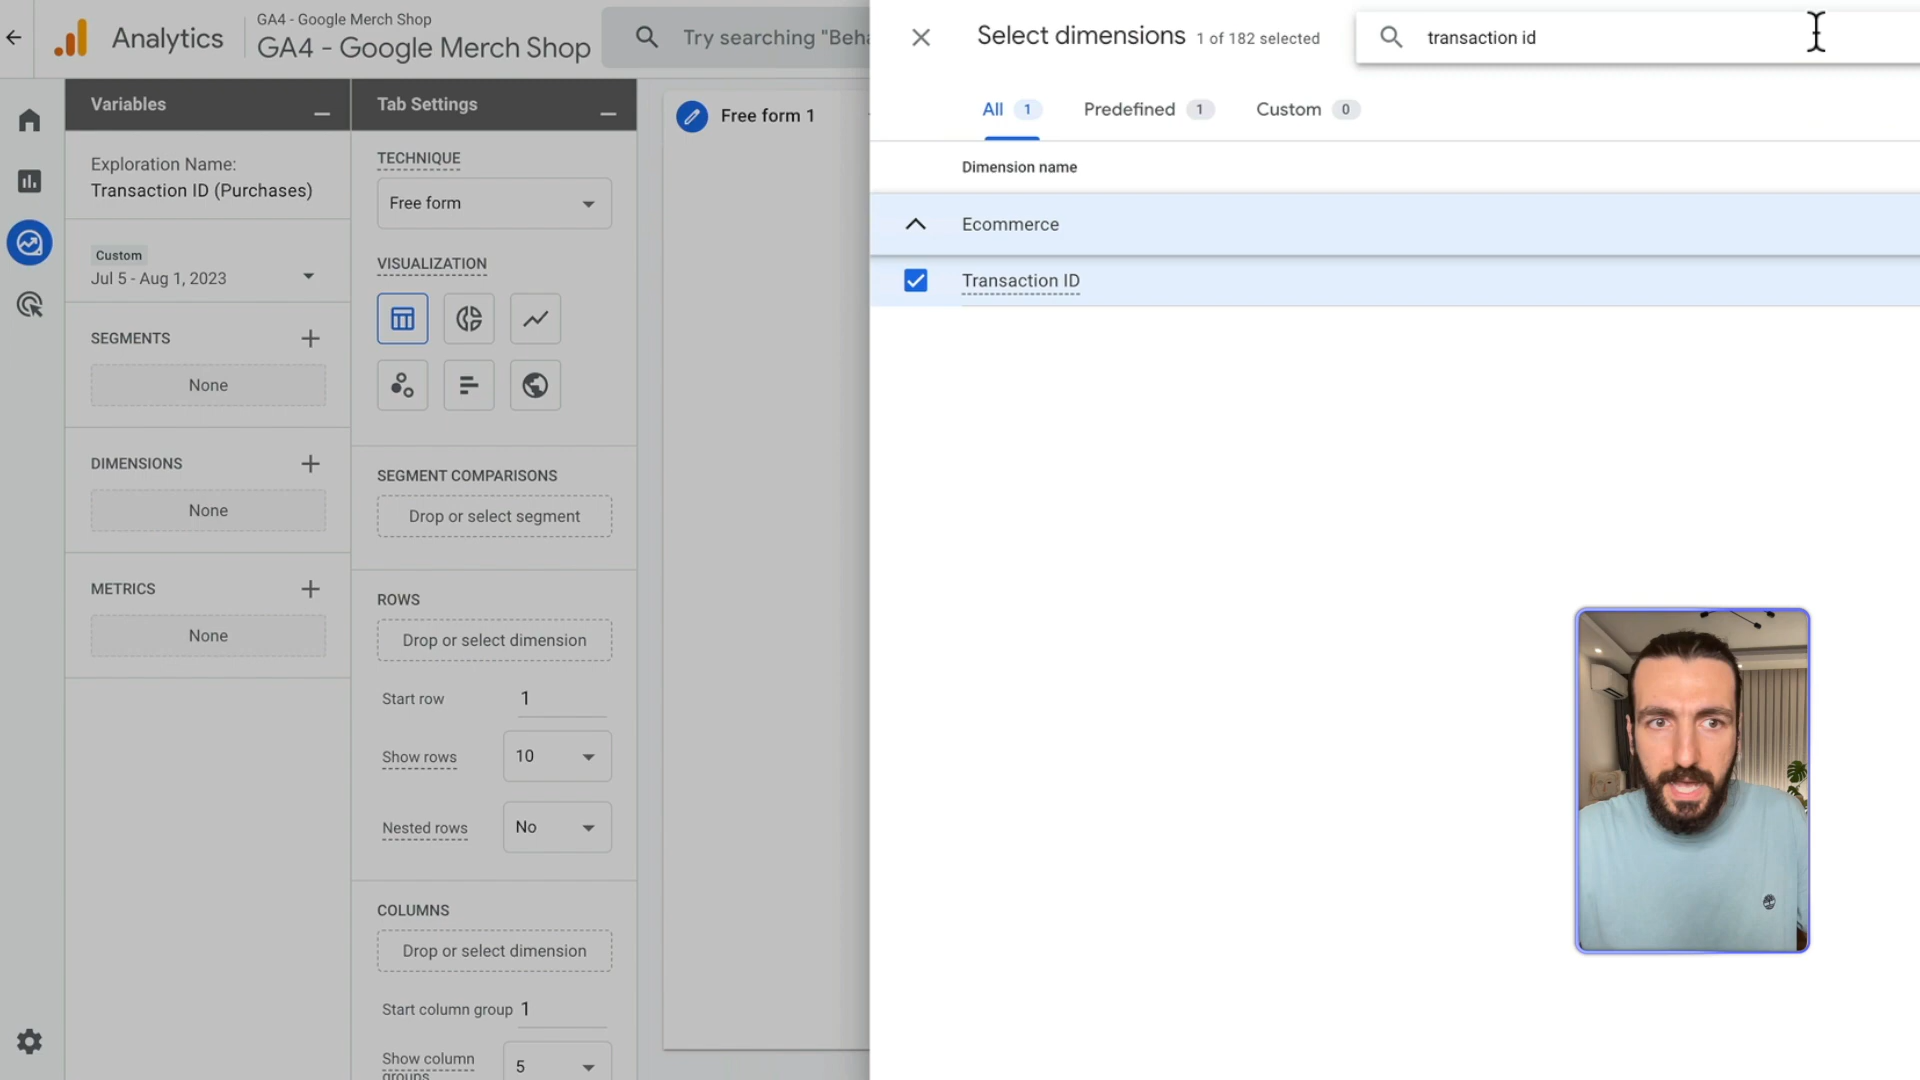 Analytics
GA4 - Google Merch Shop
GA4 - Google Merch Shop
Try searching "Beha
Select dimensions
1 of 182 selected
transaction id
Variables
Tab Settings
Free form 1
All 1
Predefined 1
Custom 0
Dimension name
Ecommerce
Transaction ID
Exploration Name:
Transaction ID (Purchases)
Custom
Jul 5 - Aug 1, 2023
SEGMENTS
None
DIMENSIONS
None
METRICS
None
TECHNIQUE
Free form
VISUALIZATION
SEGMENT COMPARISONS
Drop or select segment
ROWS
Drop or select dimension
Start row 1
Show rows 10
Nested rows No
COLUMNS
Drop or select dimension
Start column group 1
Show column
groups
5